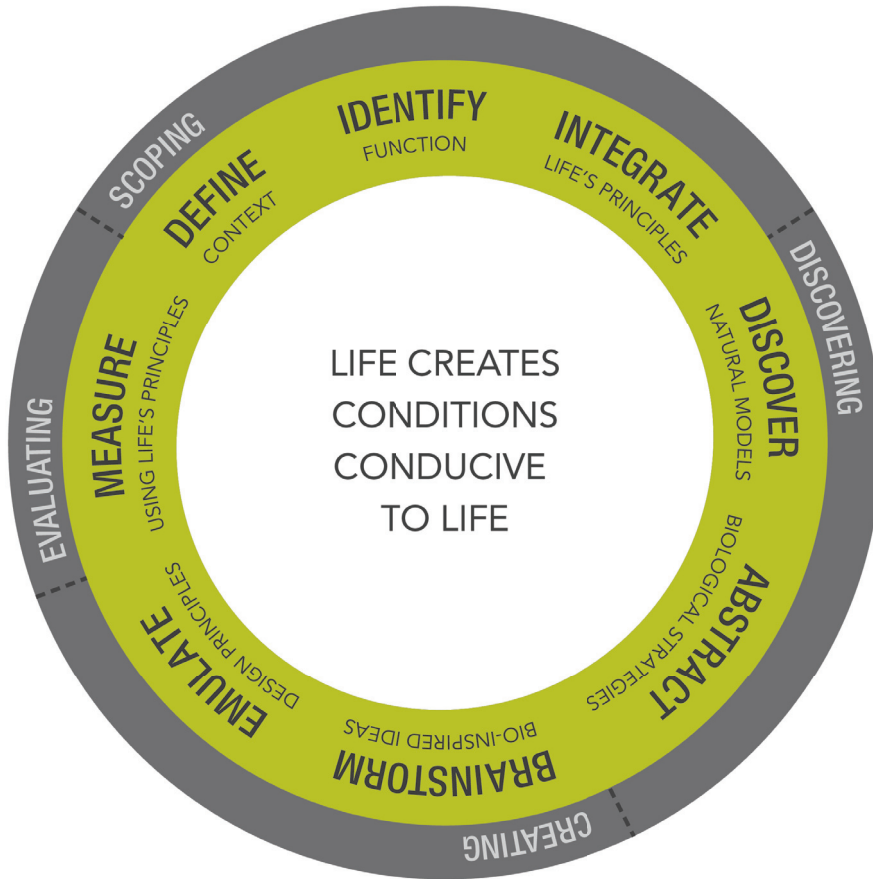 SCOPING
DEFINE
CONTEXT
IDENTIFY
FUNCTION
INTEGRATE
LIFE'S PRINCIPLES
DISCOVERING
DISCOVER
NATURAL MODELS
ABSTRACT
BIOLOGICAL STRATEGIES
CREATING
BRAINSTORM
BIO-INSPIRED IDEAS
EMULATE
DESIGN PRINCIPLES
EVALUATING
MEASURE
USING LIFE'S PRINCIPLES
LIFE CREATES
CONDITIONS
CONDUCIVE
TO LIFE